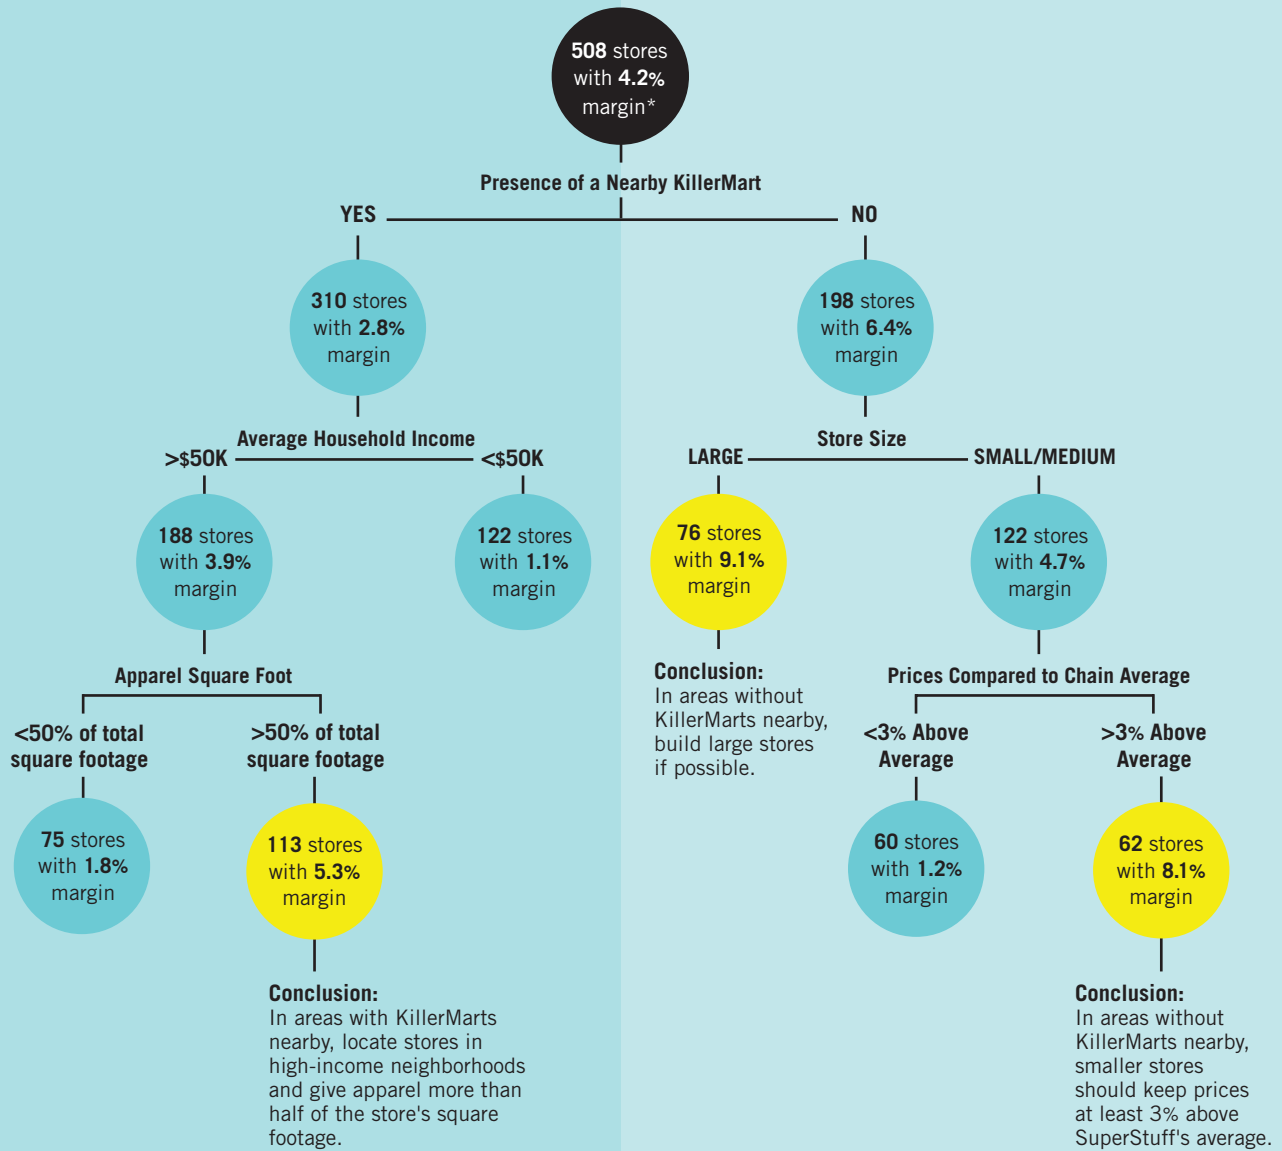 508 stores
with 4.2%
margin*
Presence of a Nearby KillerMart
YES
NO
310 stores
with 2.8%
margin
198 stores
with 6.4%
margin
Average Household Income
>$50K
<$50K
Store Size
LARGE
SMALL/MEDIUM
188 stores
with 3.9%
margin
122 stores
with 1.1%
margin
76 stores
with 9.1%
margin
122 stores
with 4.7%
margin
Apparel Square Foot
<50% of total
square footage
>50% of total
square footage
Conclusion:
In areas without
KillerMarts nearby,
build large stores
if possible.
Prices Compared to Chain Average
<3% Above
Average
>3% Above
Average
75 stores
with 1.8%
margin
113 stores
with 5.3%
margin
60 stores
with 1.2%
margin
62 stores
with 8.1%
margin
Conclusion:
In areas with KillerMarts
nearby, locate stores in
high-income neighborhoods
and give apparel more than
half of the store's square
footage.
Conclusion:
In areas without
KillerMarts nearby,
smaller stores
should keep prices
at least 3% above
SuperStuff's average.